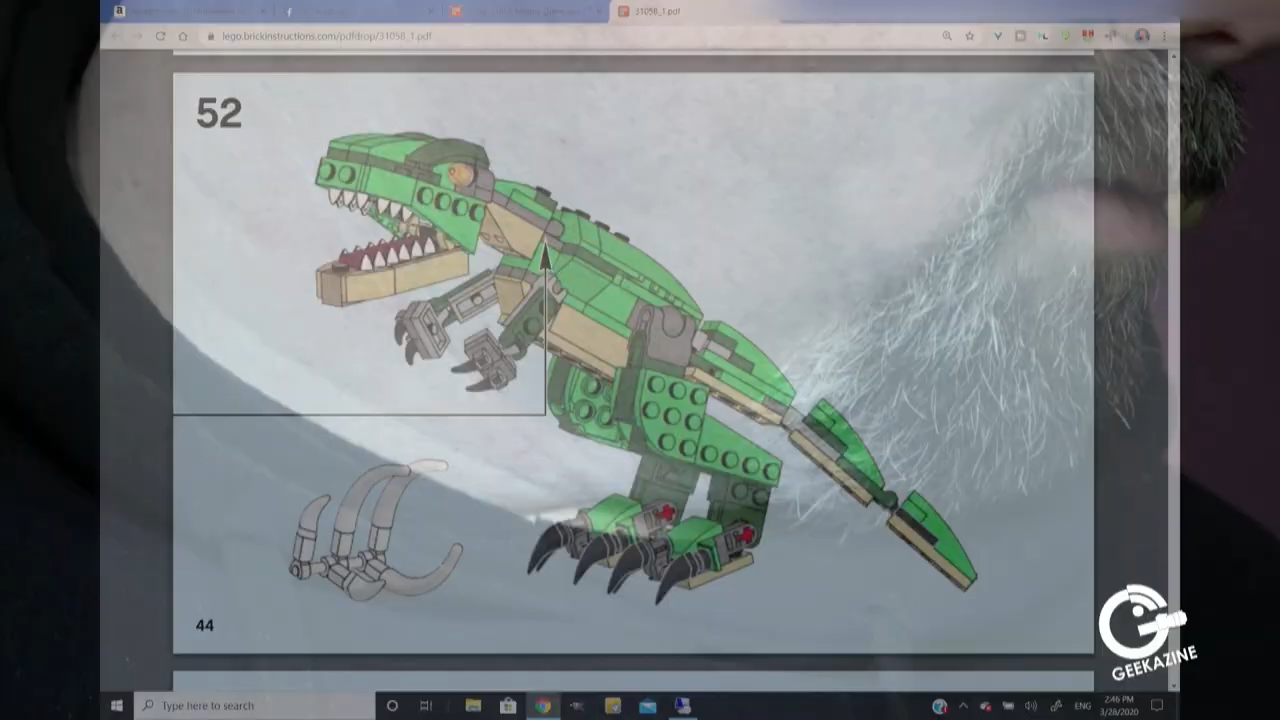 31058_1.pdf
lego.brickinstructions.com/pdfdrop/31058_1.pdf
52
44
GEEKAZINE
Type here to search
ENG
2:46 PM
3/28/2020